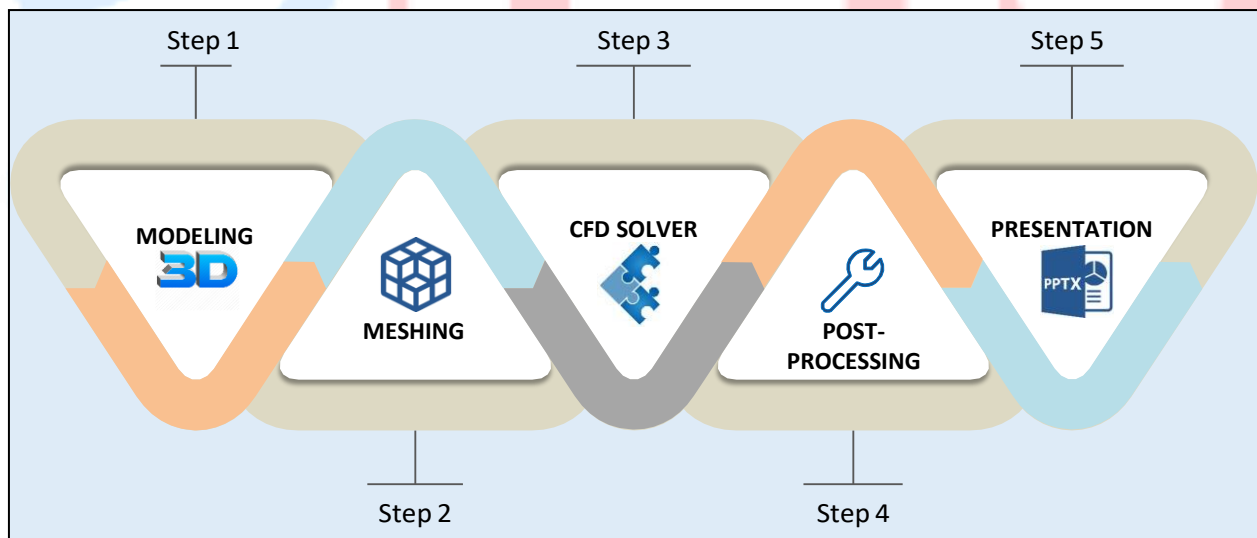 Step 1
Step 3
Step 5
MODELING
3D
MESHING
CFD SOLVER
POST-
PROCESSING
PRESENTATION
PPTX
Step 2
Step 4